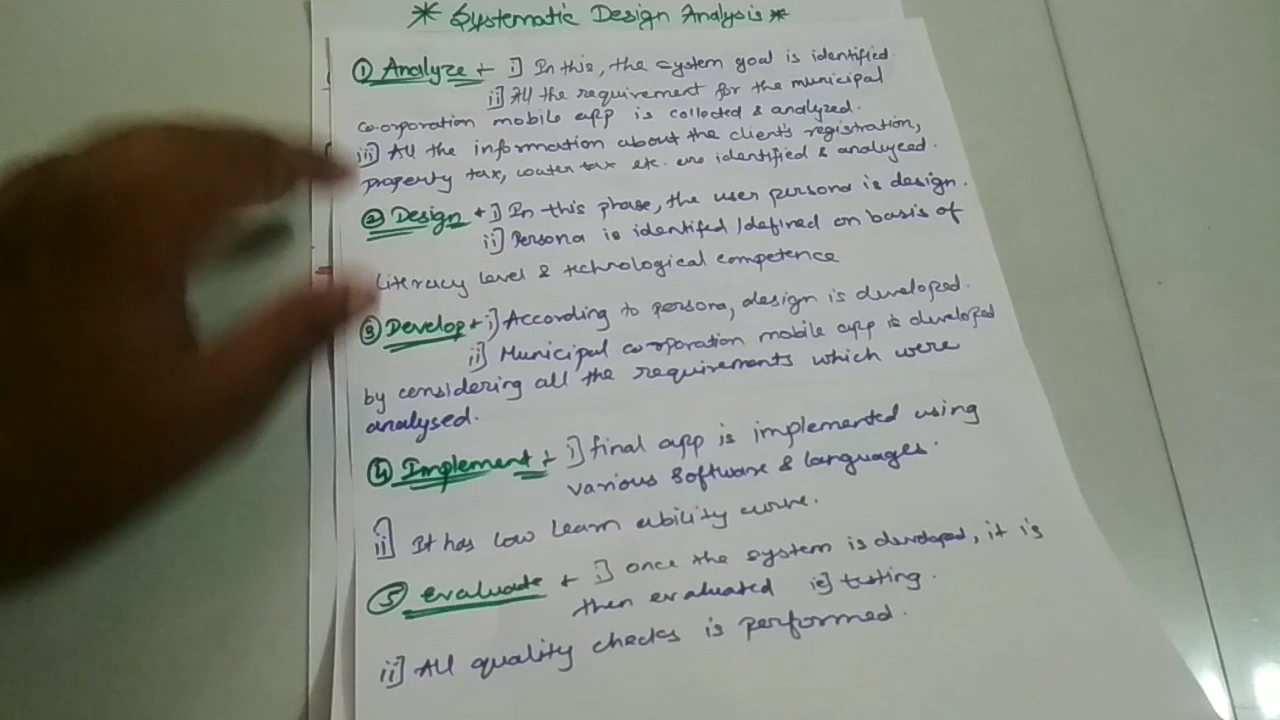 * Systematic Design Analysis *
① Analyze + i] In this, the system goal is identified.
ii] All the requirement for the municipal
co-orporation mobile app is collected & analyzed.
iii] All the information about the client's registration,
property tax, water tax etc. are identified & analyzed.
② Design + i] In this phase, the user persona is design.
ii] Persona is identifed /defined on basis of
literacy level & technological competence
③ Develop + i] According to persona, design is developed.
ii] Municipal co-orporation mobile app is developed
by considering all the requirements which were
analysed.
④ Implement + i] final app is implemented using
various software & languages.
ii] It has low learn ability curve.
⑤ evaluate + i] once the system is developed, it is
then evaluated ie] testing.
ii] All quality checks is performed.